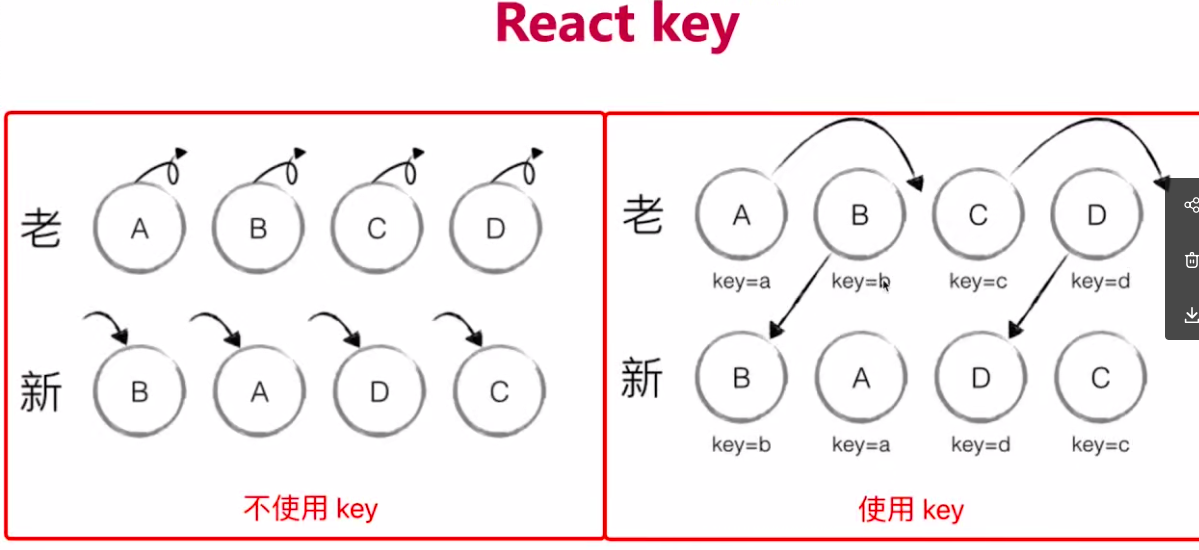 React key
老 A B C D
新 B A D C
不使用 key
老 A B C D
key=a key=b key=c key=d
新 B A D C
key=b key=a key=d key=c
使用 key